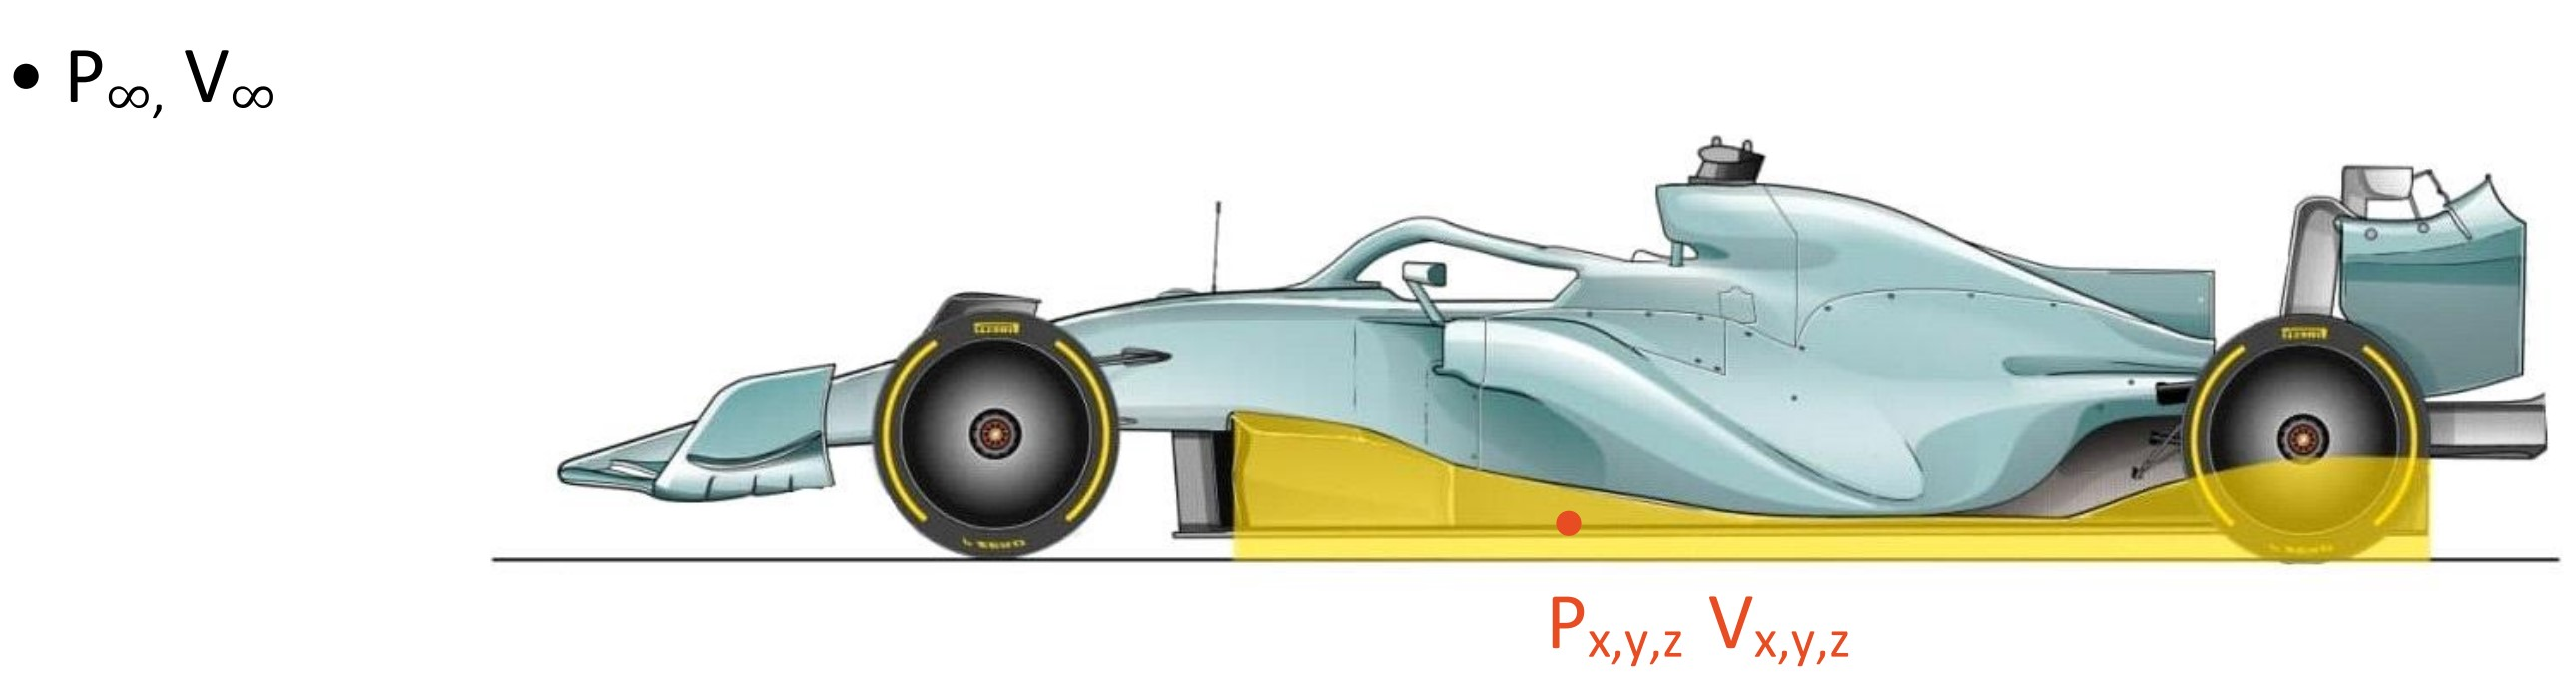 • P∞, V∞
Px,y,z Vx,y,z